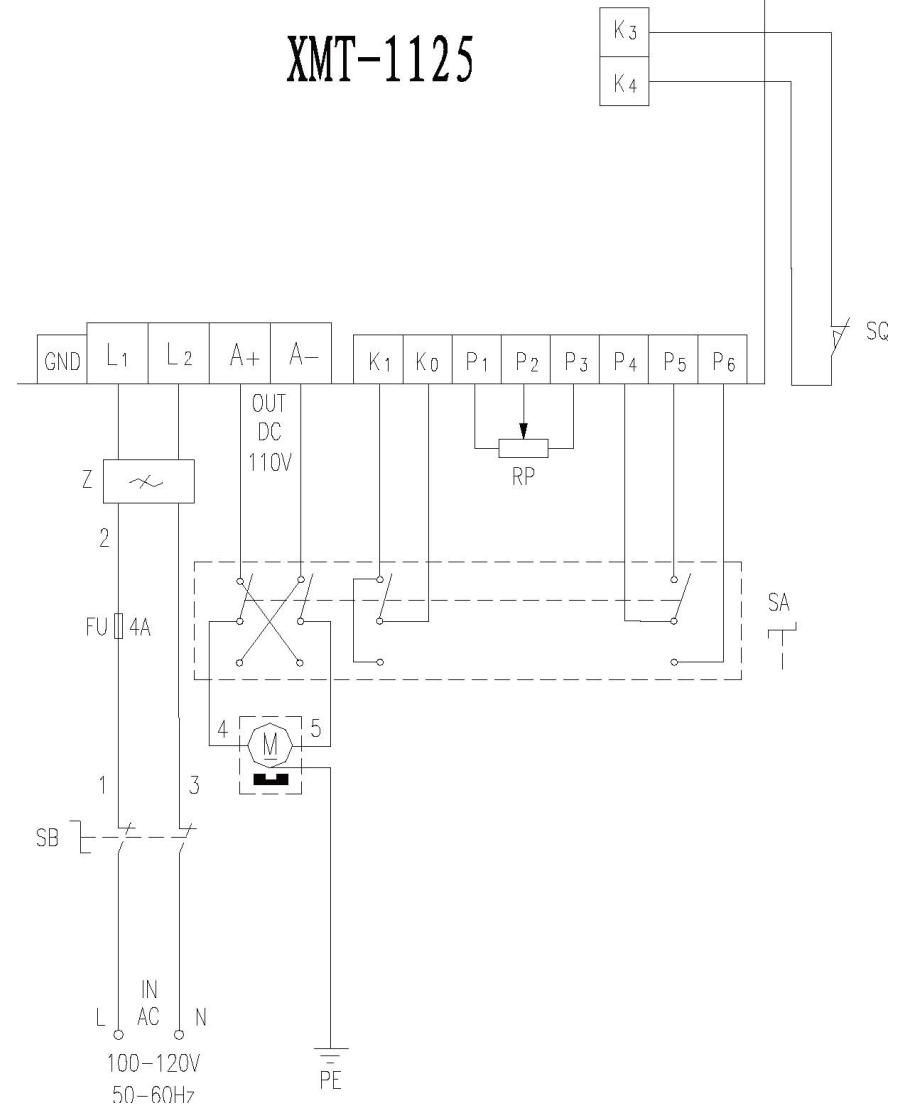 K3
XMT-1125
K4
SQ
GND L1 L2 A+ A- K1 K0 P1 P2 P3 P4 P5 P6
OUT
DC
110V
RP
Z
2
SA
FU 4A
4 M 5
1 3
SB
IN
L AC N
100-120V
50-60Hz
PE